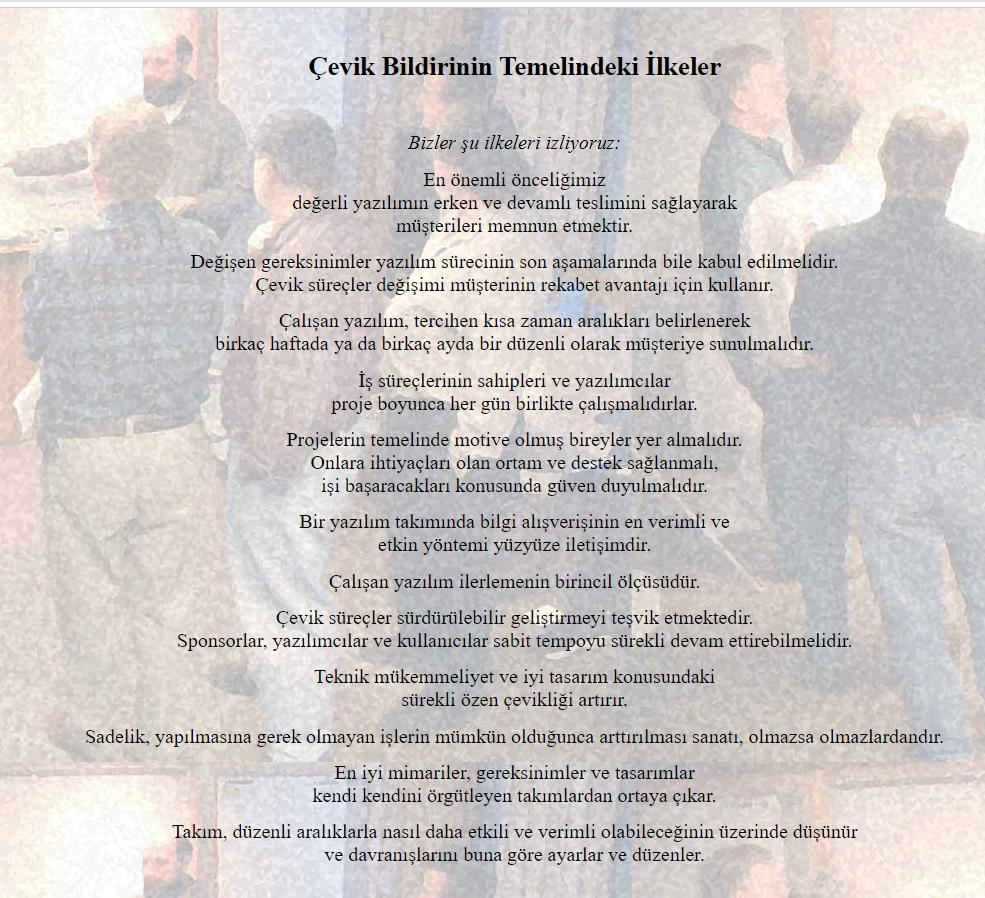 Çevik Bildirinin Temelindeki İlkeler
Bizler şu ilkeleri izliyoruz:
En önemli önceliğimiz
değerli yazılımın erken ve devamlı teslimini sağlayarak
müşterileri memnun etmektir.
Değişen gereksinimler yazılım sürecinin son aşamalarında bile kabul edilmelidir.
Çevik süreçler değişimi müşterinin rekabet avantajı için kullanır.
Çalışan yazılım, tercihen kısa zaman aralıkları belirlenerek
birkaç haftada ya da birkaç ayda bir düzenli olarak müşteriye sunulmalıdır.
İş süreçlerinin sahipleri ve yazılımcılar
proje boyunca her gün birlikte çalışmalıdırlar.
Projelerin temelinde motive olmuş bireyler yer almalıdır.
Onlara ihtiyaçları olan ortam ve destek sağlanmalı,
işi başaracakları konusunda güven duyulmalıdır.
Bir yazılım takımında bilgi alışverişinin en verimli ve
etkin yöntemi yüzyüze iletişimdir.
Çalışan yazılım ilerlemenin birincil ölçüsüdür.
Çevik süreçler sürdürülebilir geliştirmeyi teşvik etmektedir.
Sponsorlar, yazılımcılar ve kullanıcılar sabit tempoyu sürekli devam ettirebilmelidir.
Teknik mükemmeliyet ve iyi tasarım konusundaki
sürekli özen çevikliği artırır.
Sadelik, yapılmasına gerek olmayan işlerin mümkün olduğunca arttırılması sanatı, olmazsa olmazlardandır.
En iyi mimariler, gereksinimler ve tasarımlar
kendi kendini örgütleyen takımlardan ortaya çıkar.
Takım, düzenli aralıklarla nasıl daha etkili ve verimli olabileceğinin üzerinde düşünür
ve davranışlarını buna göre ayarlar ve düzenler.